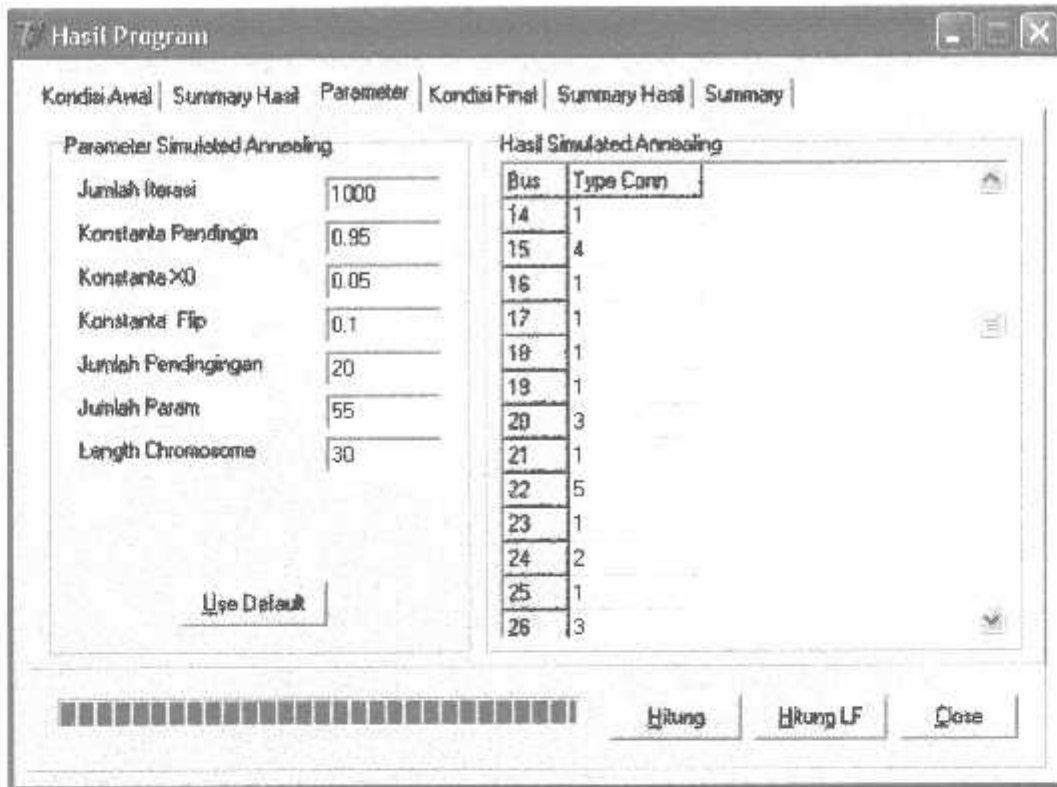 Hasil Program
Kondisi Awal Summary Hasil Parameter Kondisi Final Summary Hasil Summary
Parameter Simulated Annealing
Jumlah Iterasi 1000
Konstanta Pendingin 0.95
Konstanta X0 0.05
Konstanta Flip 0.1
Jumlah Pendingingan 20
Jumlah Param 55
Length Chromosome 30
Use Default
Hasil Simulated Annealing
Bus Type Conn
14 1
15 4
16 1
17 1
18 1
19 1
20 3
21 1
22 5
23 1
24 2
25 1
26 3
Hitung Hitung LF Close